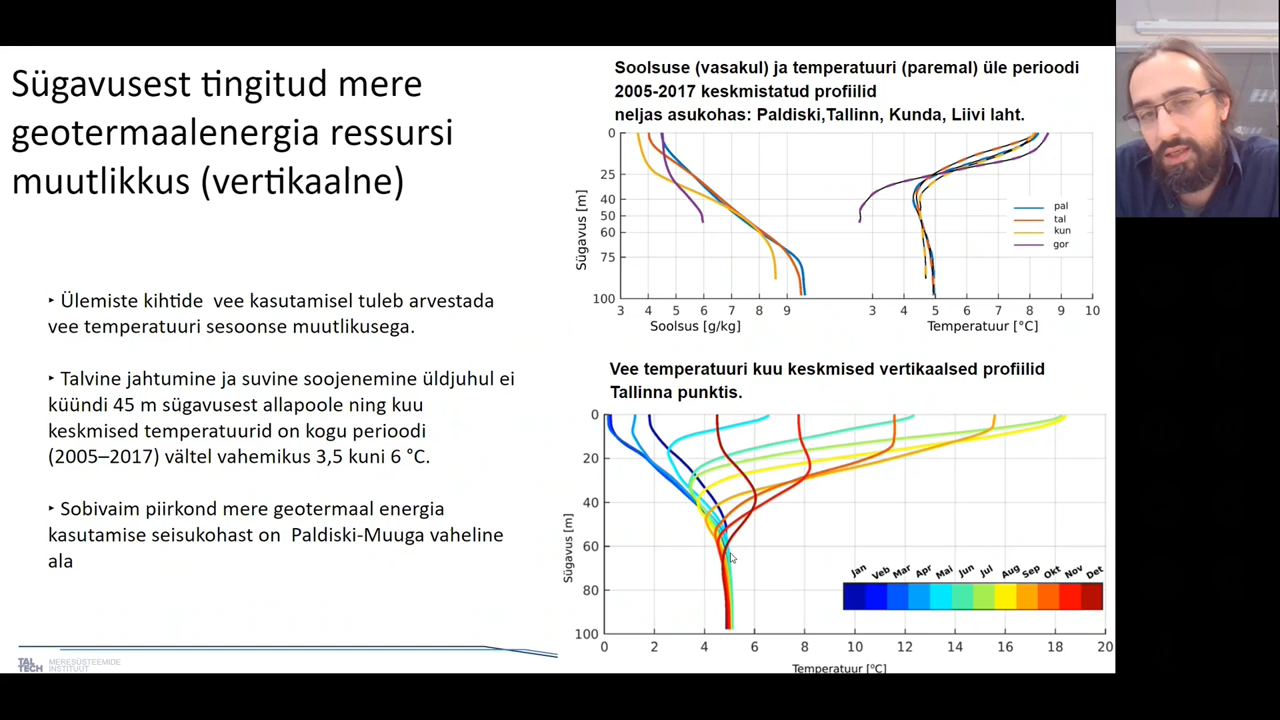 Sügavusest tingitud mere
geotermaalenergia ressursi
muutlikkus (vertikaalne)
‣ Ülemiste kihtide vee kasutamisel tuleb arvestada
vee temperatuuri sesoonse muutlikusega.
‣ Talvine jahtumine ja suvine soojenemine üldjuhul ei
küündi 45 m sügavusest allapoole ning kuu
keskmised temperatuurid on kogu perioodi
(2005–2017) vältel vahemikus 3,5 kuni 6 °C.
‣ Sobivaim piirkond mere geotermaal energia
kasutamise seisukohast on Paldiski-Muuga vaheline
ala
TAL
TECH
MERESÜSTEEMIDE
INSTITUUT
Soolsuse (vasakul) ja temperatuuri (paremal) üle perioodi
2005-2017 keskmistatud profiilid
neljas asukohas: Paldiski,Tallinn, Kunda, Liivi laht.
0
25
40
50
60
75
100
Sügavus [m]
pal
tal
kun
gor
3 4 5 6 7 8 9 3 4 5 6 7 8 9 10
Soolsus [g/kg] Temperatuur [°C]
Vee temperatuuri kuu keskmised vertikaalsed profiilid
Tallinna punktis.
0
20
40
60
80
100
Sügavus [m]
Jan Veb Mar Apr Mai Jun Jul Aug Sep Okt Nov Det
0 2 4 6 8 10 12 14 16 18 20
Temperatuur [°C]